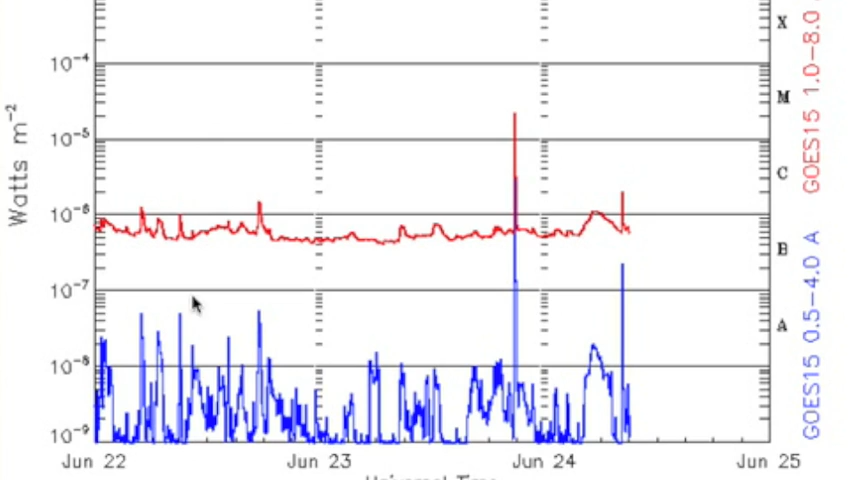 X
10⁻⁴
M
10⁻⁵
C
10⁻⁶
B
10⁻⁷
A
10⁻⁸
10⁻⁹
Watts m⁻²
Jun 22 Jun 23 Jun 24 Jun 25
GOES15 1.0-8.0
GOES15 0.5-4.0 A